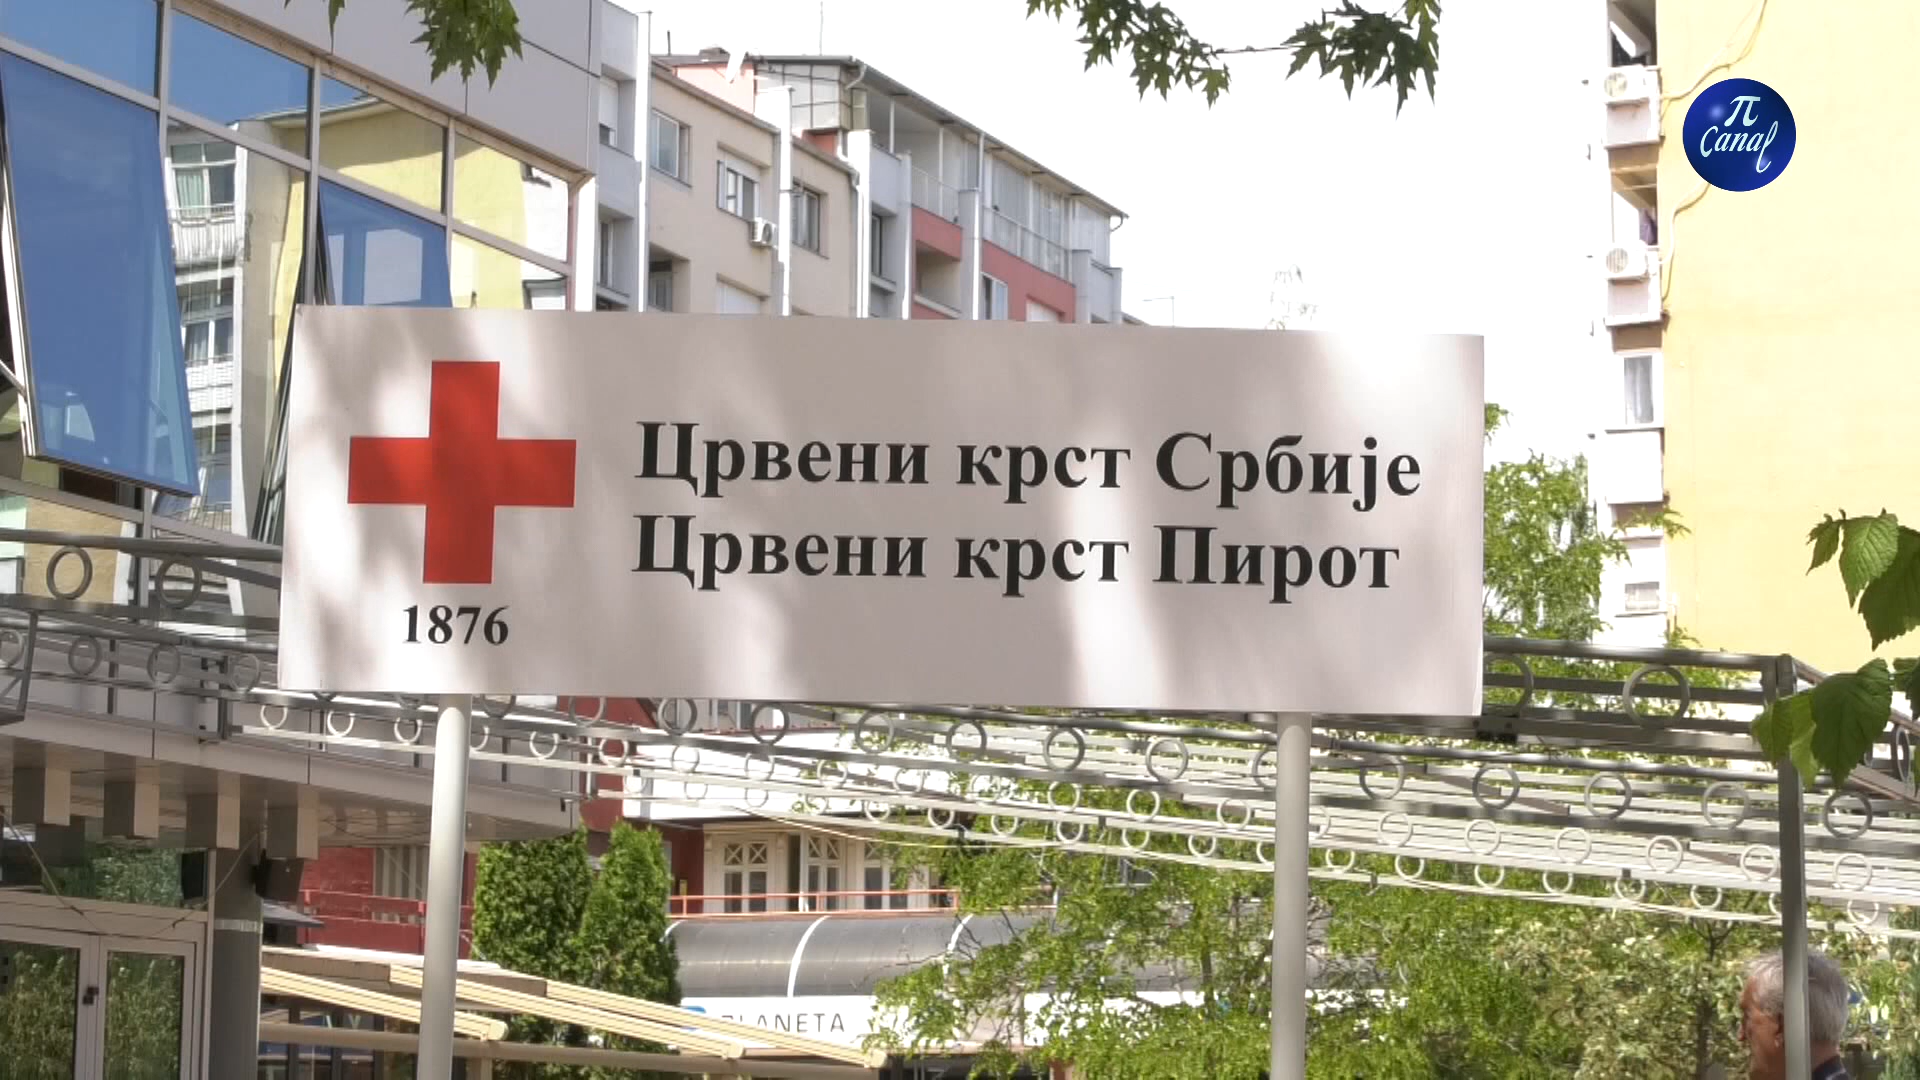 π
Canal
Црвени крст Србије
Црвени крст Пирот
1876
PLANETA